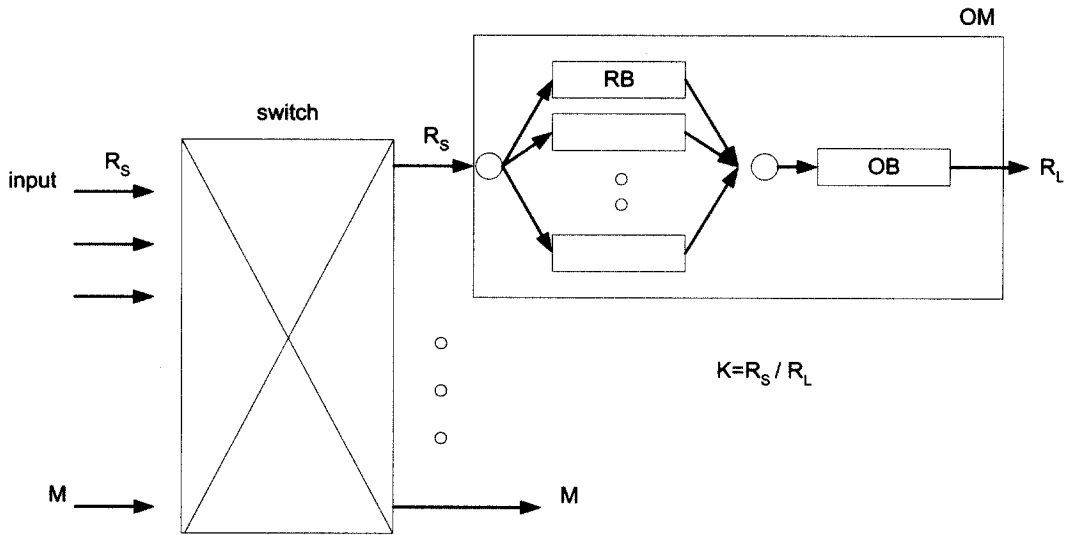 OM
RB
switch
R_S
R_S
input
OB
R_L
K=R_S / R_L
M
M